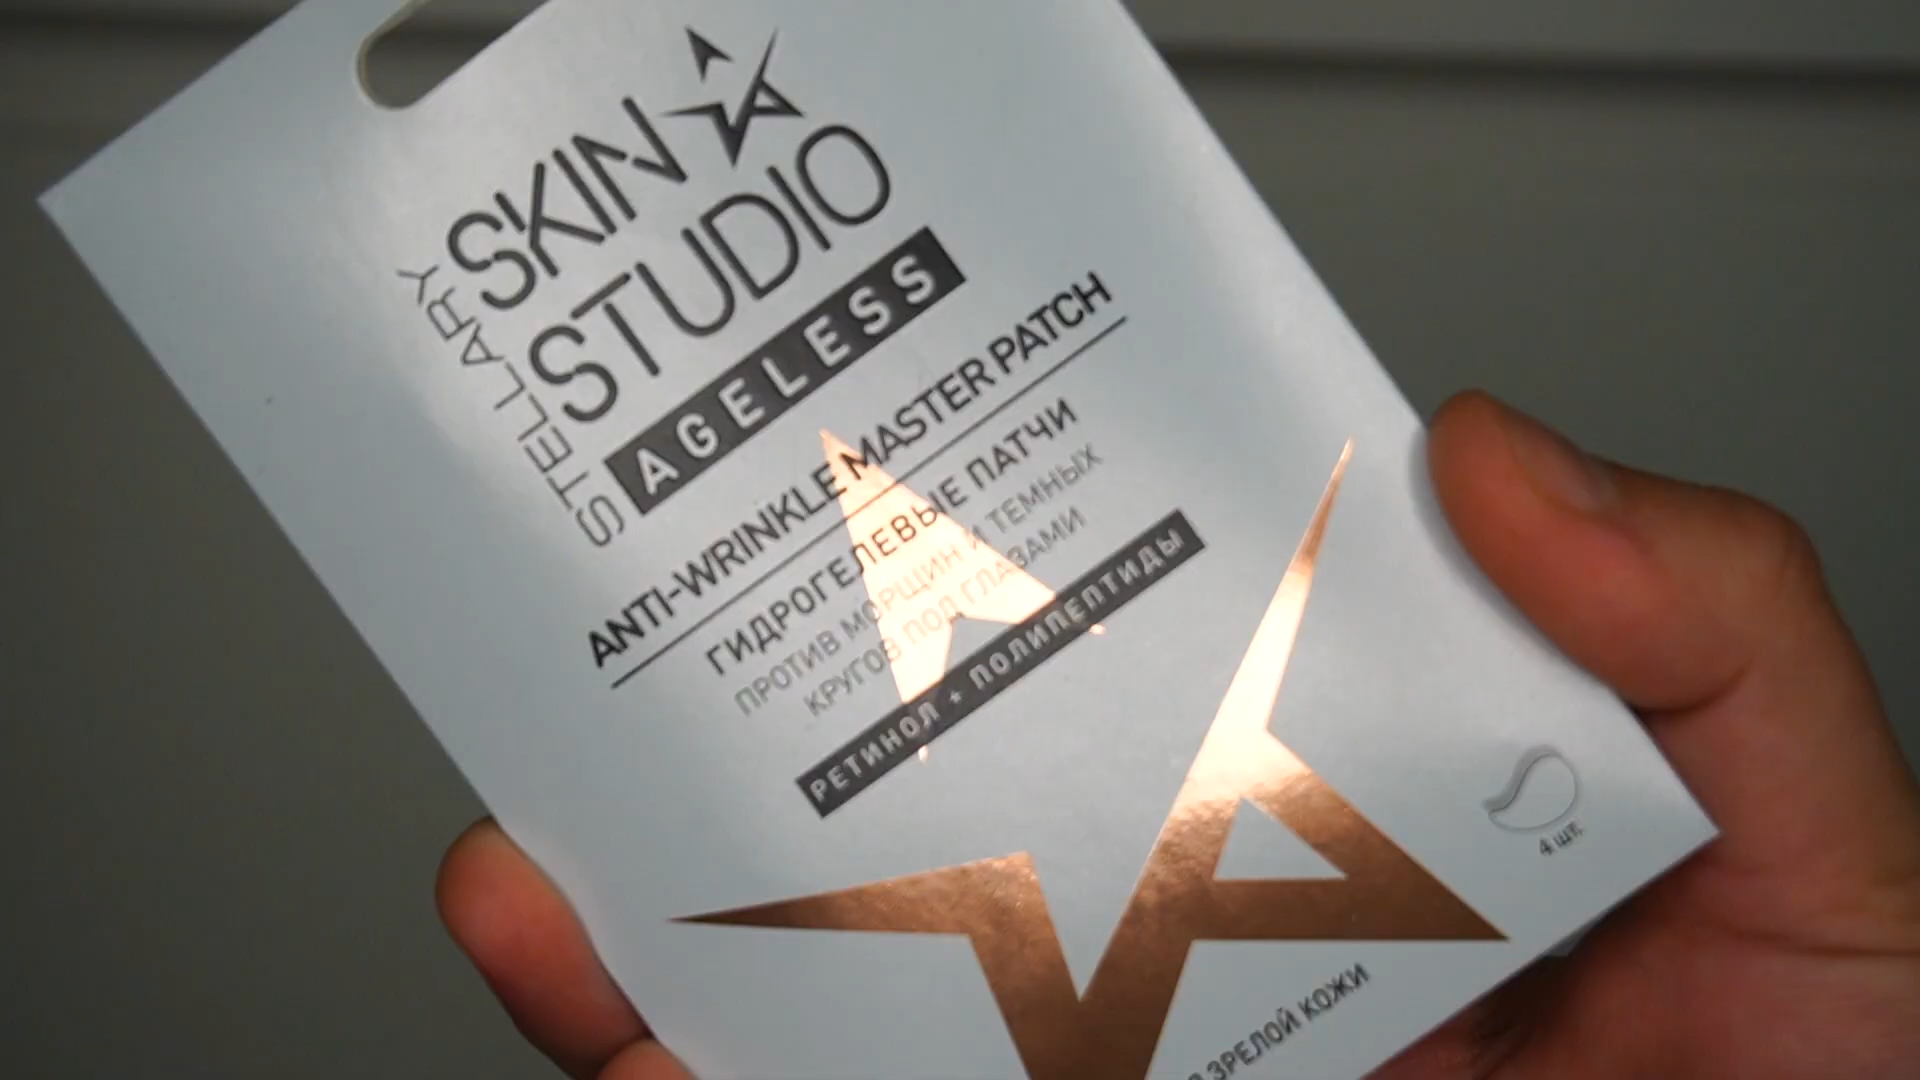 STELLARY
SKIN
STUDIO
AGELESS
ANTI-WRINKLE MASTER PATCH
ГИДРОГЕЛЕВЫЕ ПАТЧИ
ПРОТИВ МОРЩИН И ТЕМНЫХ
КРУГОВ ПОД ГЛАЗАМИ
РЕТИНОЛ + ПОЛИПЕПТИДЫ
4 шт.
ЗРЕЛОЙ КОЖИ